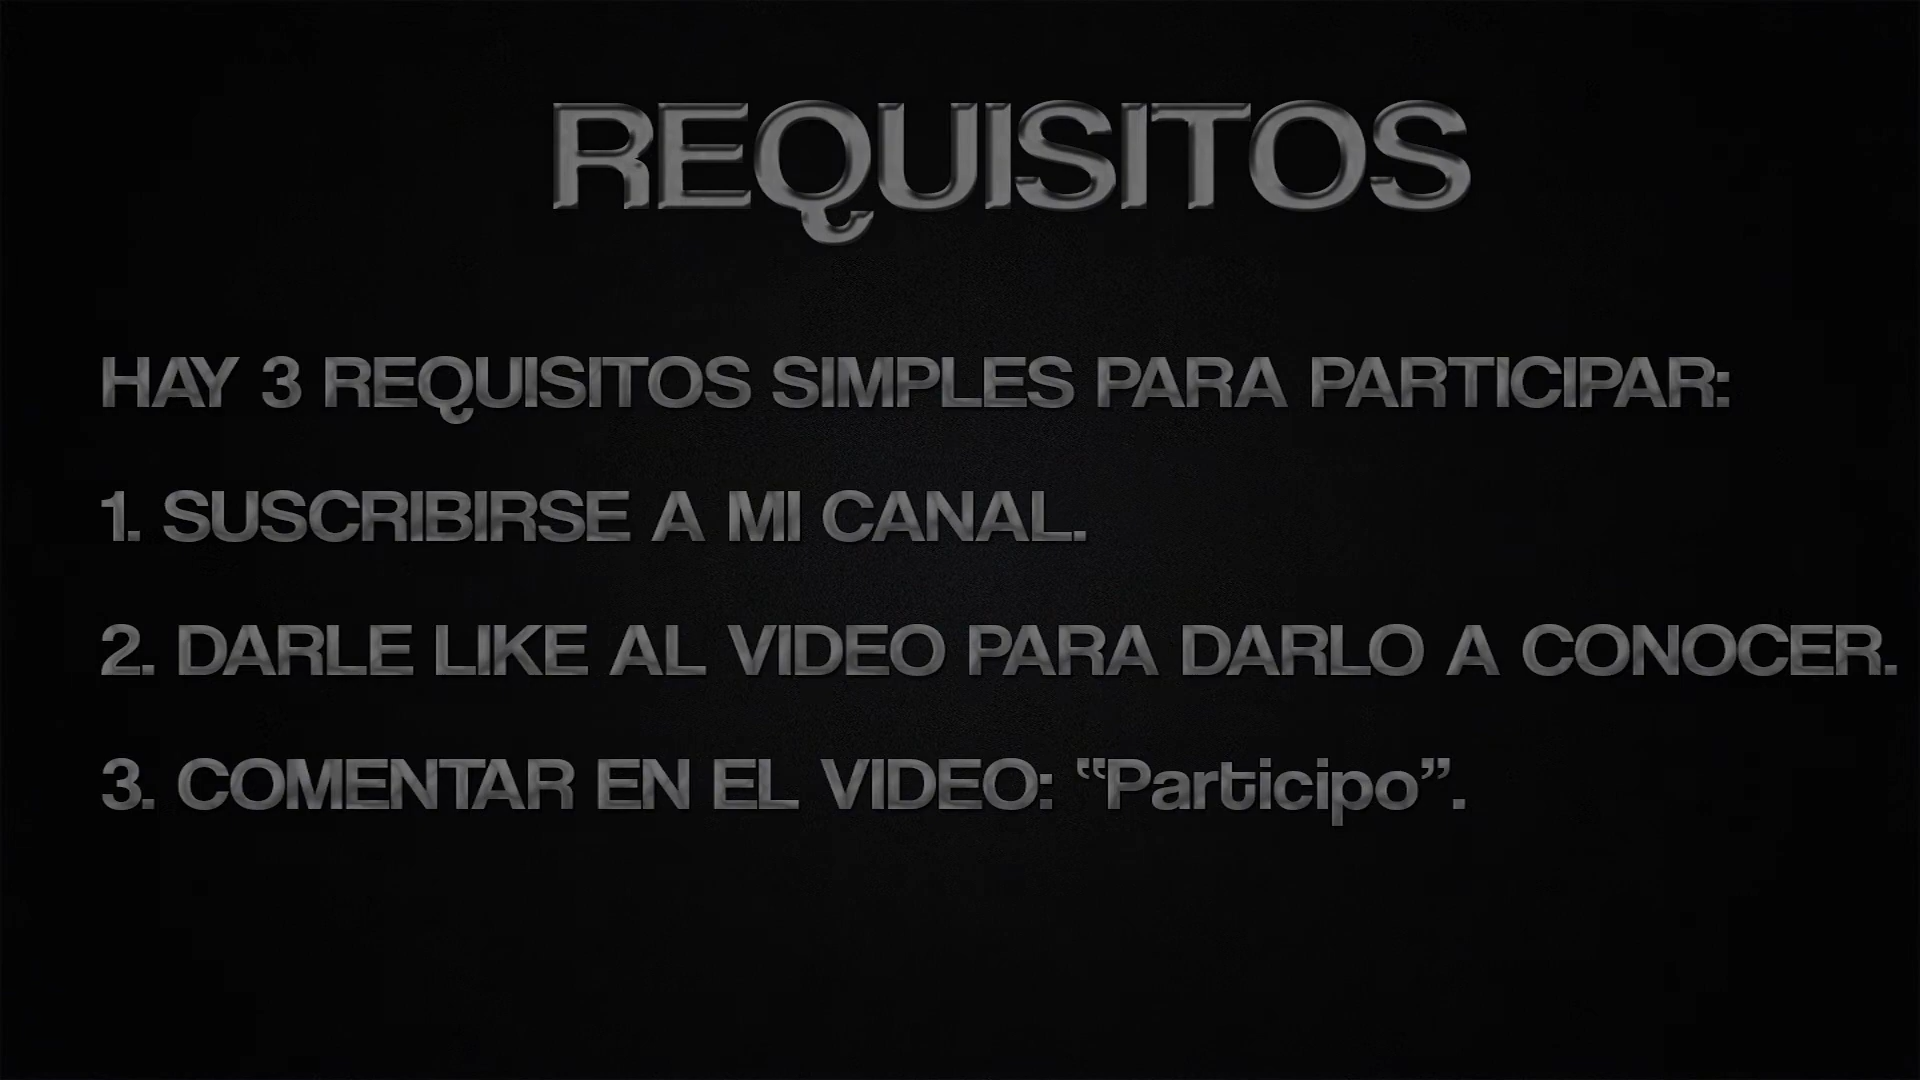 REQUISITOS
HAY 3 REQUISITOS SIMPLES PARA PARTICIPAR:
1. SUSCRIBIRSE A MI CANAL.
2. DARLE LIKE AL VIDEO PARA DARLO A CONOCER.
3. COMENTAR EN EL VIDEO: “Participo”.